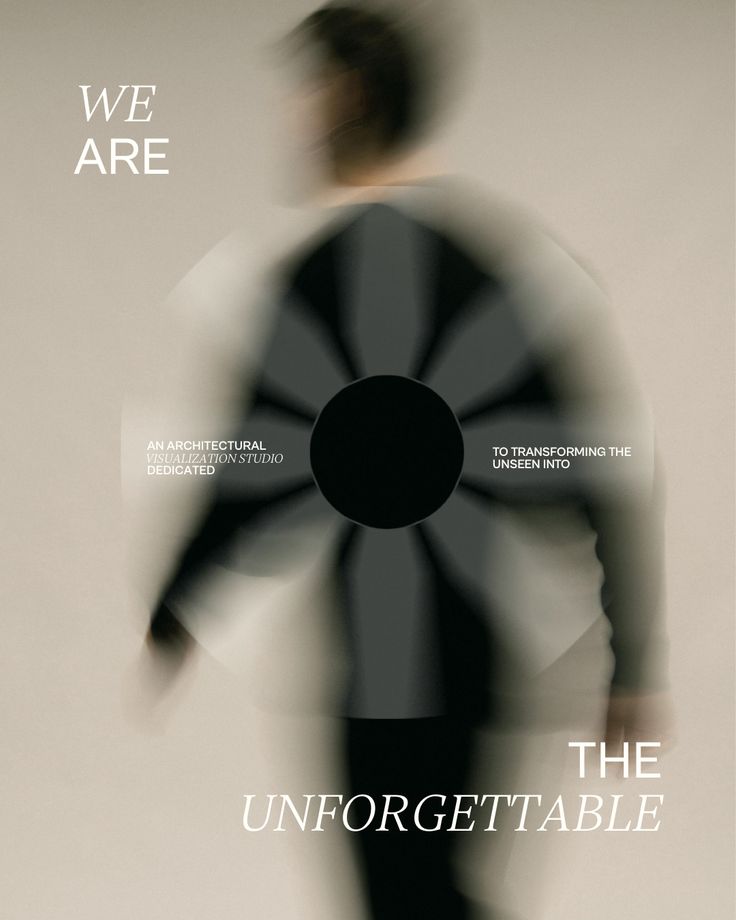 WE
ARE
AN ARCHITECTURAL
VISUALIZATION STUDIO
DEDICATED
TO TRANSFORMING THE
UNSEEN INTO
THE
UNFORGETTABLE